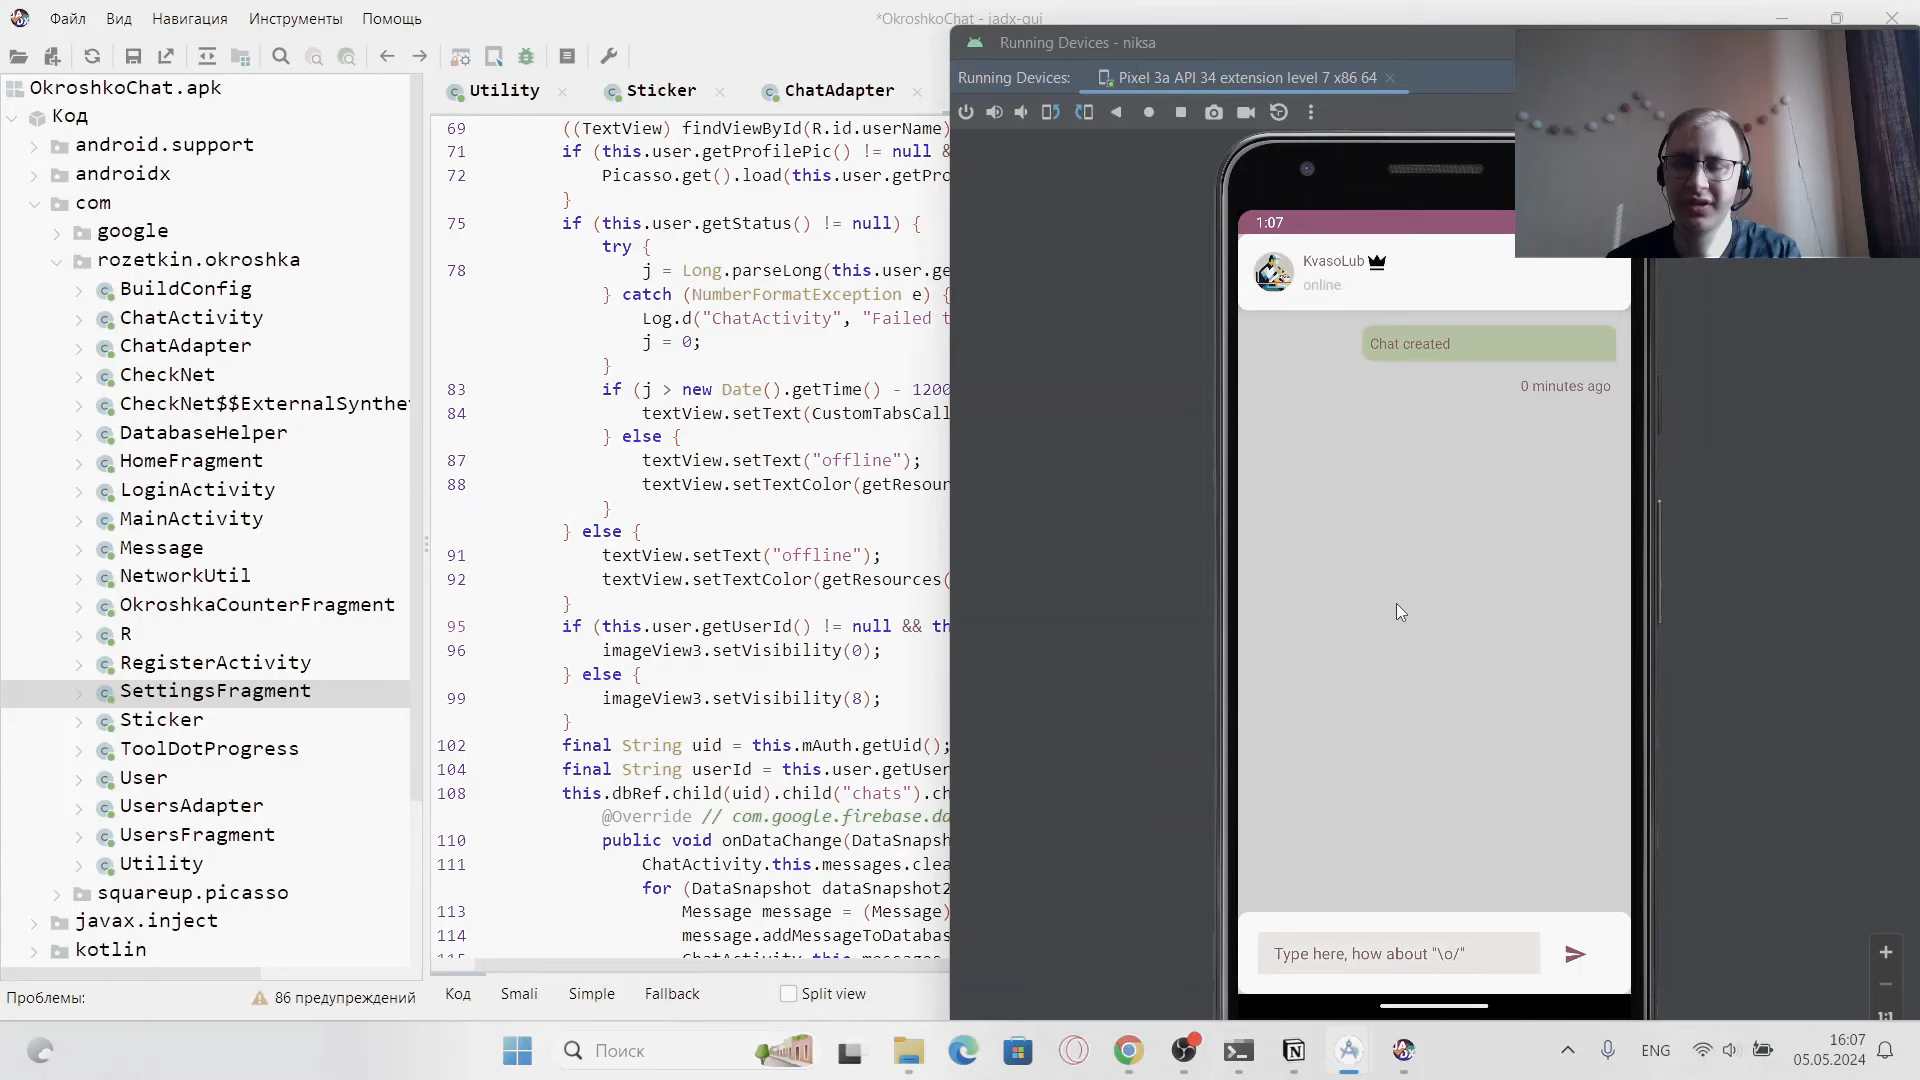 Файл Вид Навигация Инструменты Помощь
*OkroshkoChat - jadx-gui
OkroshkoChat.apk
Код
android.support
androidx
com
google
rozetkin.okroshka
BuildConfig
ChatActivity
ChatAdapter
CheckNet
CheckNet$$ExternalSynthe
DatabaseHelper
HomeFragment
LoginActivity
MainActivity
Message
NetworkUtil
OkroshkaCounterFragment
R
RegisterActivity
SettingsFragment
Sticker
ToolDotProgress
User
UsersAdapter
UsersFragment
Utility
squareup.picasso
javax.inject
kotlin
Проблемы: 86 предупреждений
Utility Sticker ChatAdapter
69 ((TextView) findViewById(R.id.userName)
71 if (this.user.getProfilePic() != null &
72 Picasso.get().load(this.user.getPro
}
75 if (this.user.getStatus() != null) {
try {
78 j = Long.parseLong(this.user.ge
} catch (NumberFormatException e) {
Log.d("ChatActivity", "Failed t
j = 0;
}
83 if (j > new Date().getTime() - 1200
84 textView.setText(CustomTabsCall
} else {
87 textView.setText("offline");
88 textView.setTextColor(getResour
}
} else {
91 textView.setText("offline");
92 textView.setTextColor(getResources(
}
95 if (this.user.getUserId() != null && th
96 imageView3.setVisibility(0);
} else {
99 imageView3.setVisibility(8);
}
102 final String uid = this.mAuth.getUid();
104 final String userId = this.user.getUser
108 this.dbRef.child(uid).child("chats").ch
@Override // com.google.firebase.da
110 public void onDataChange(DataSnapsh
111 ChatActivity.this.messages.clea
for (DataSnapshot dataSnapshot2
113 Message message = (Message)
114 message.addMessageToDatabas
115 ChatActivity.this.messages.
Код Smali Simple Fallback Split view
Running Devices - niksa
Running Devices: Pixel 3a API 34 extension level 7 x86 64
1:07
KvasoLub
online
Chat created
0 minutes ago
Type here, how about "\o/"
1:1
Поиск
ENG
16:07
05.05.2024